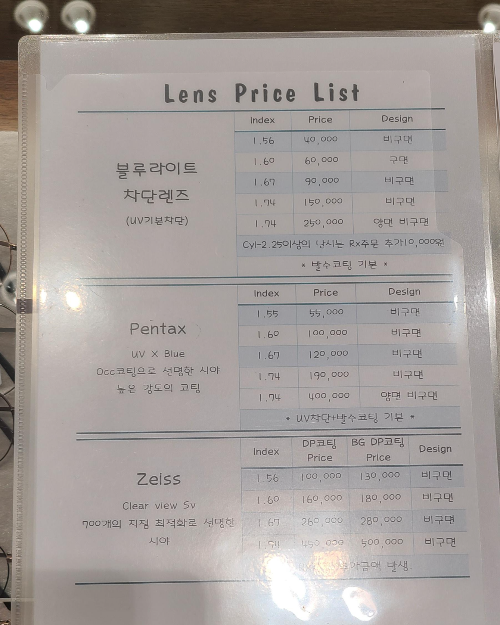 Lens Price List
블루라이트
차단렌즈
(UV기본차단)
Index Price Design
1.56 40,000 비구면
1.60 60,000 구면
1.67 90,000 비구면
1.74 150,000 비구면
1.74 250,000 양면 비구면
Cyl-2.25이상의 난시는 Rx주문 추가10,000원
* 발수코팅 기본 *
Pentax
UV X Blue
Occ코팅으로 선명한 시야
높은 강도의 코팅
Index Price Design
1.55 55,000 비구면
1.60 100,000 비구면
1.67 120,000 비구면
1.74 190,000 비구면
1.74 400,000 양면 비구면
* UV차단+발수코팅 기본 *
Zeiss
Clear view Sv
700개의 지점 최적화로 선명한
시야
Index DP코팅 Price BG DP코팅 Price Design
1.56 100,000 130,000 비구면
1.60 160,000 180,000 비구면
1.67 260,000 280,000 비구면
1.74 500,000 비구면
발생